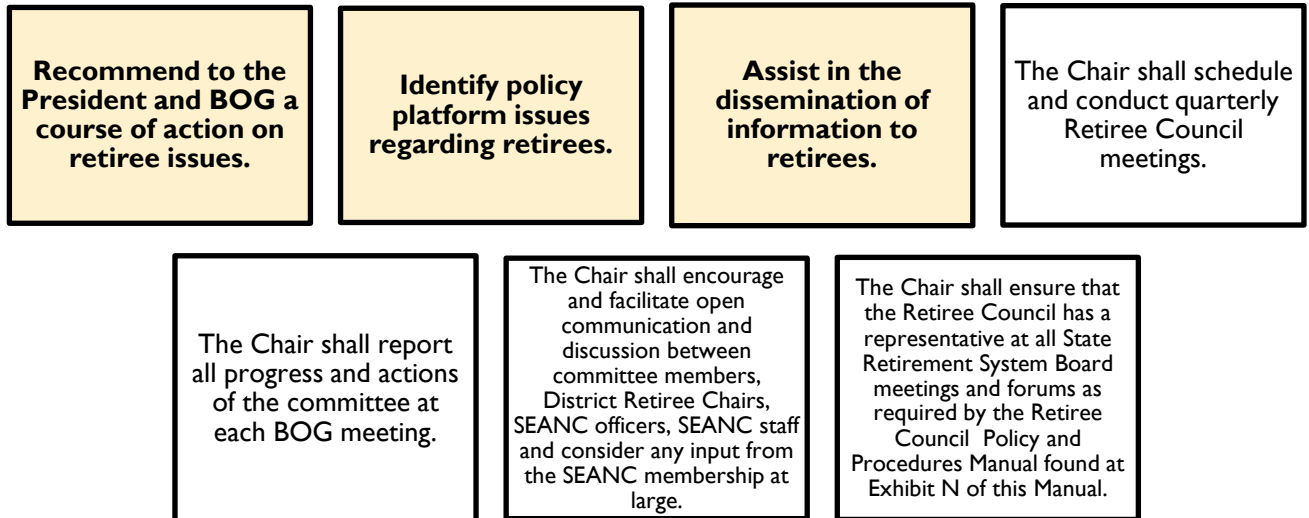 Recommend to the
President and BOG a
course of action on
retiree issues.
Identify policy
platform issues
regarding retirees.
Assist in the
dissemination of
information to
retirees.
The Chair shall schedule
and conduct quarterly
Retiree Council
meetings.
The Chair shall report
all progress and actions
of the committee at
each BOG meeting.
The Chair shall encourage
and facilitate open
communication and
discussion between
committee members,
District Retiree Chairs,
SEANC officers, SEANC staff
and consider any input from
the SEANC membership at
large.
The Chair shall ensure that
the Retiree Council has a
representative at all State
Retirement System Board
meetings and forums as
required by the Retiree
Council Policy and
Procedures Manual found at
Exhibit N of this Manual.